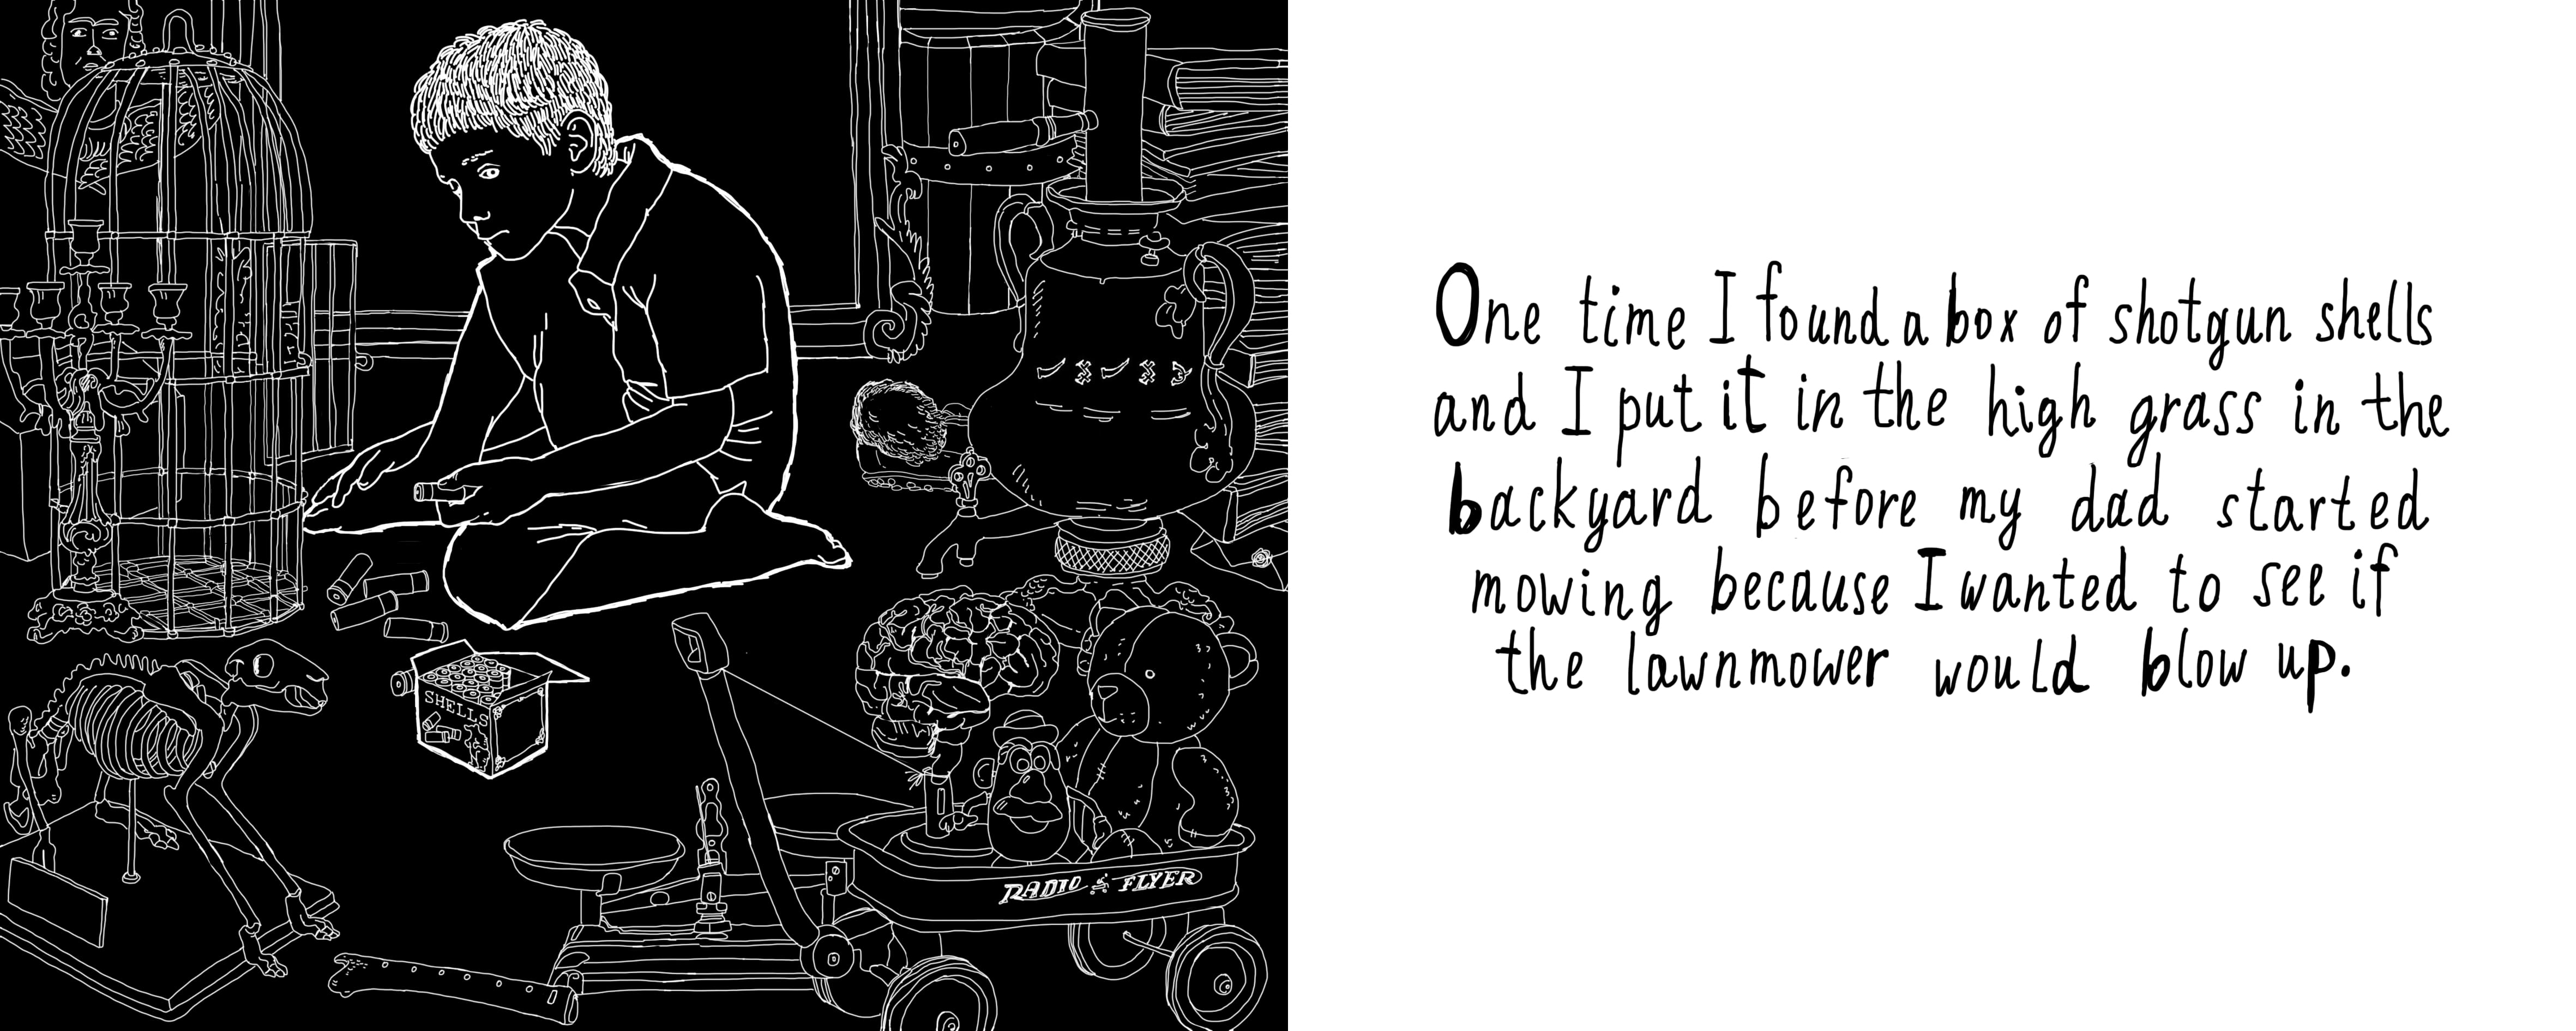 SHELLS
RADIO FLYER
One time I found a box of shotgun shells
and I put it in the high grass in the
backyard before my dad started
mowing because I wanted to see if
the lawnmower would blow up.